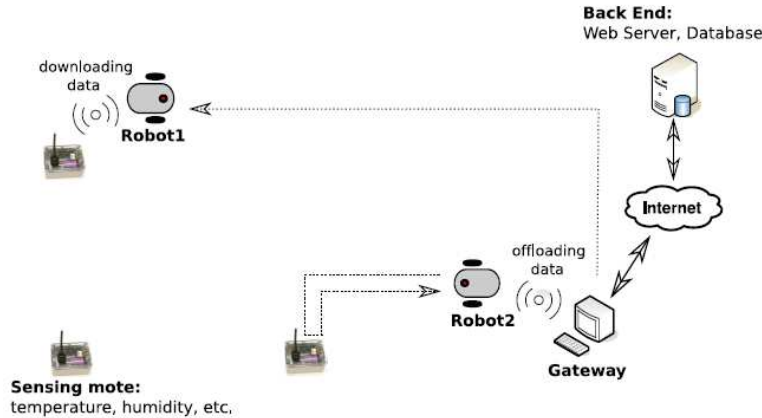 Back End:
Web Server, Database
downloading
data
Robot1
Internet
offloading
data
Robot2
Gateway
Sensing mote:
temperature, humidity, etc.